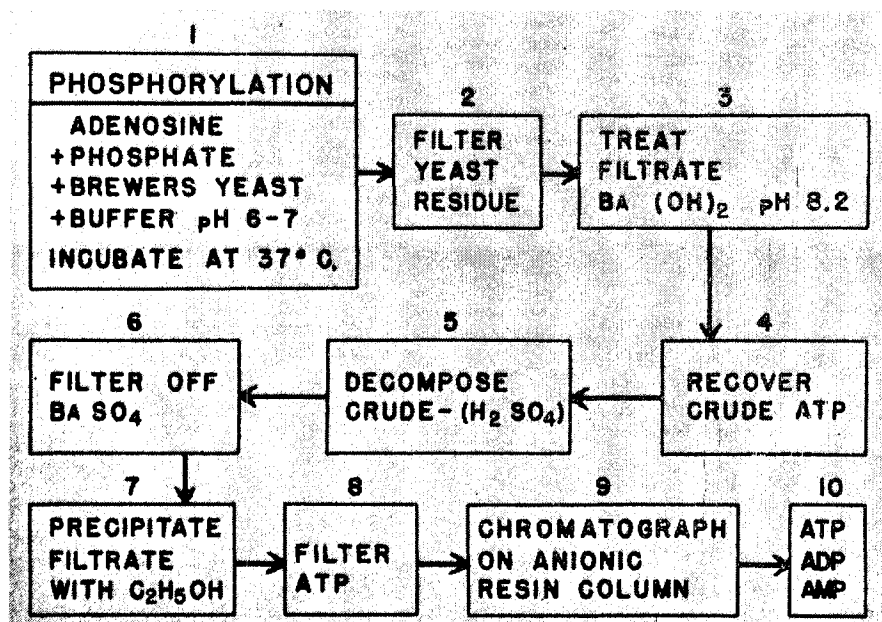 1
PHOSPHORYLATION
ADENOSINE
+PHOSPHATE
+BREWERS YEAST
+BUFFER pH 6-7
INCUBATE AT 37° C.
2
FILTER
YEAST
RESIDUE
3
TREAT
FILTRATE
BA (OH)₂ pH 8.2
4
RECOVER
CRUDE ATP
5
DECOMPOSE
CRUDE-(H₂SO₄)
6
FILTER OFF
BA SO₄
7
PRECIPITATE
FILTRATE
WITH C₂H₅OH
8
FILTER
ATP
9
CHROMATOGRAPH
ON ANIONIC
RESIN COLUMN
10
ATP
ADP
AMP